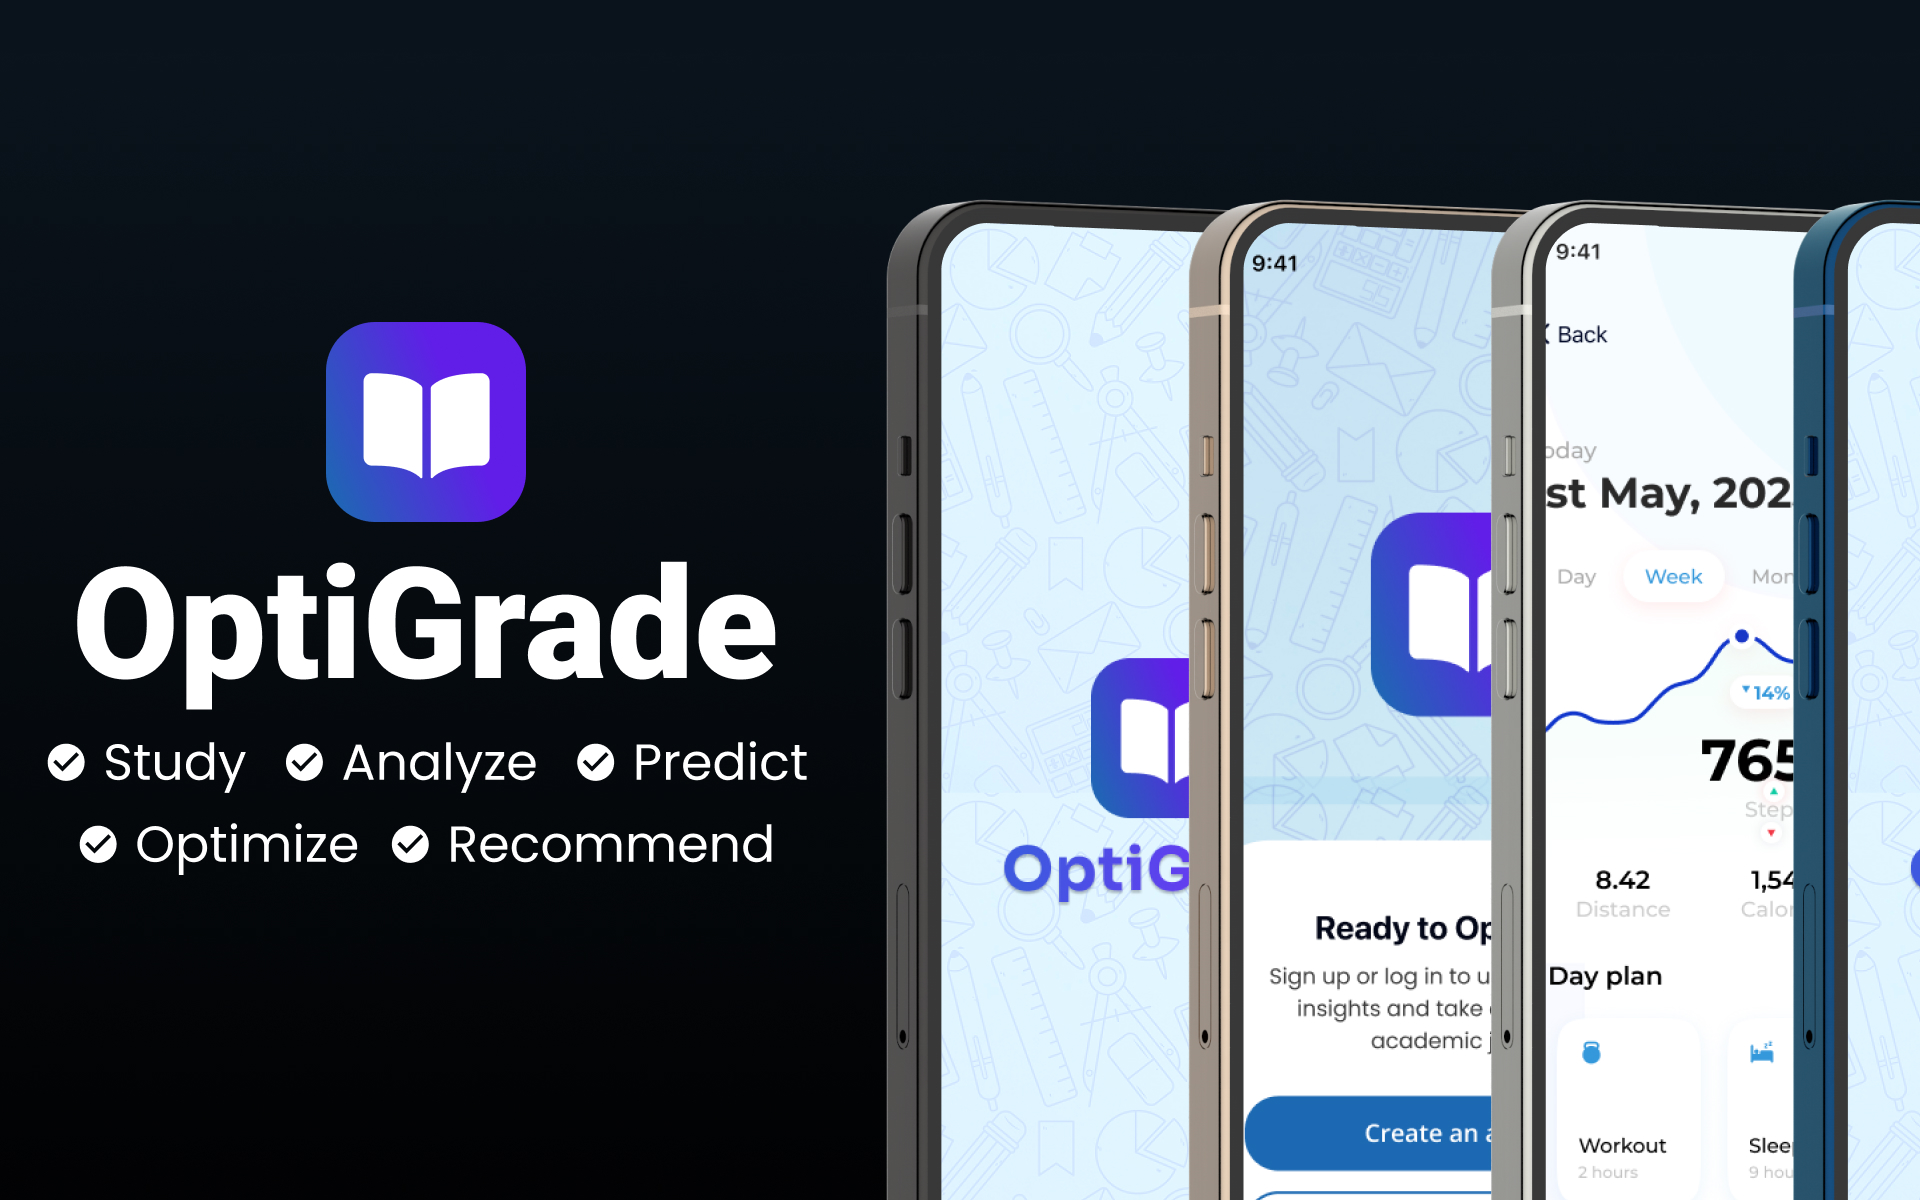 OptiGrade
Study Analyze Predict
Optimize Recommend
OptiG
9:41
Ready to Op
Sign up or log in to u
insights and take
academic
Create an a
9:41
Back
oday
st May, 202
Day Week Mon
14%
765
Step
8.42 1,54
Distance Calor
Day plan
Workout Slee
2 hours 9 hou